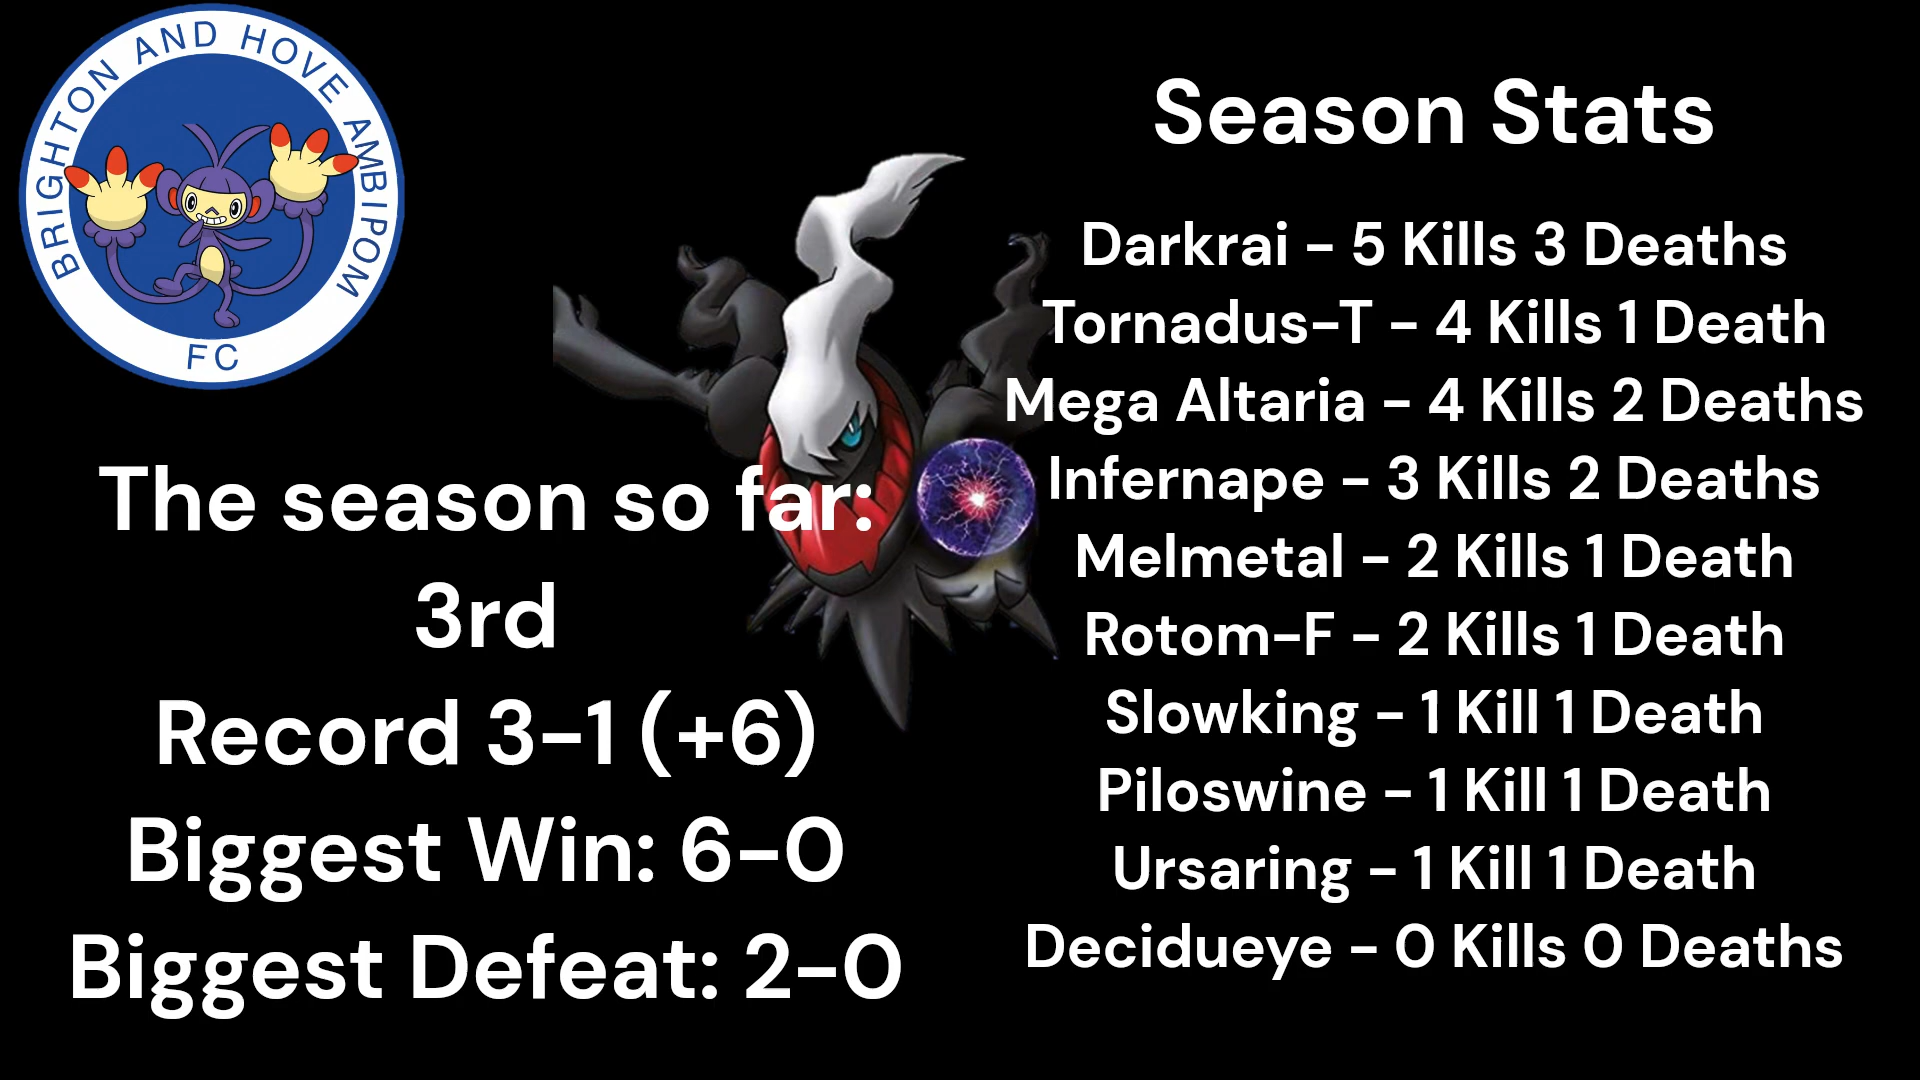 BRIGHTON AND HOVE AMBIPOM
FC
The season so far:
3rd
Record 3-1 (+6)
Biggest Win: 6-0
Biggest Defeat: 2-0
Season Stats
Darkrai - 5 Kills 3 Deaths
Tornadus-T - 4 Kills 1 Death
Mega Altaria - 4 Kills 2 Deaths
Infernape - 3 Kills 2 Deaths
Melmetal - 2 Kills 1 Death
Rotom-F - 2 Kills 1 Death
Slowking - 1 Kill 1 Death
Piloswine - 1 Kill 1 Death
Ursaring - 1 Kill 1 Death
Decidueye - 0 Kills 0 Deaths